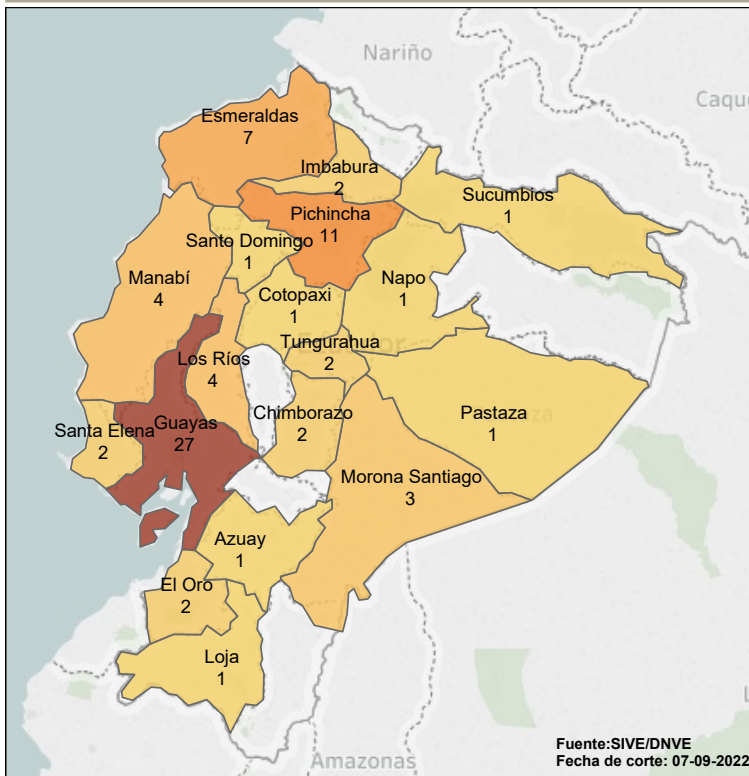 Nariño
Caque
Esmeraldas
7
Imbabura
2
Sucumbios
1
Pichincha
11
Santo Domingo
1
Manabí
4
Cotopaxi
1
Napo
1
Ecuador
Tungurahua
2
Los Ríos
4
Chimborazo
2
Pastaza
1
Santa Elena
2
Guayas
27
Morona Santiago
3
Azuay
1
El Oro
2
Loja
1
Amazonas
Fuente:SIVE/DNVE
Fecha de corte: 07-09-2022